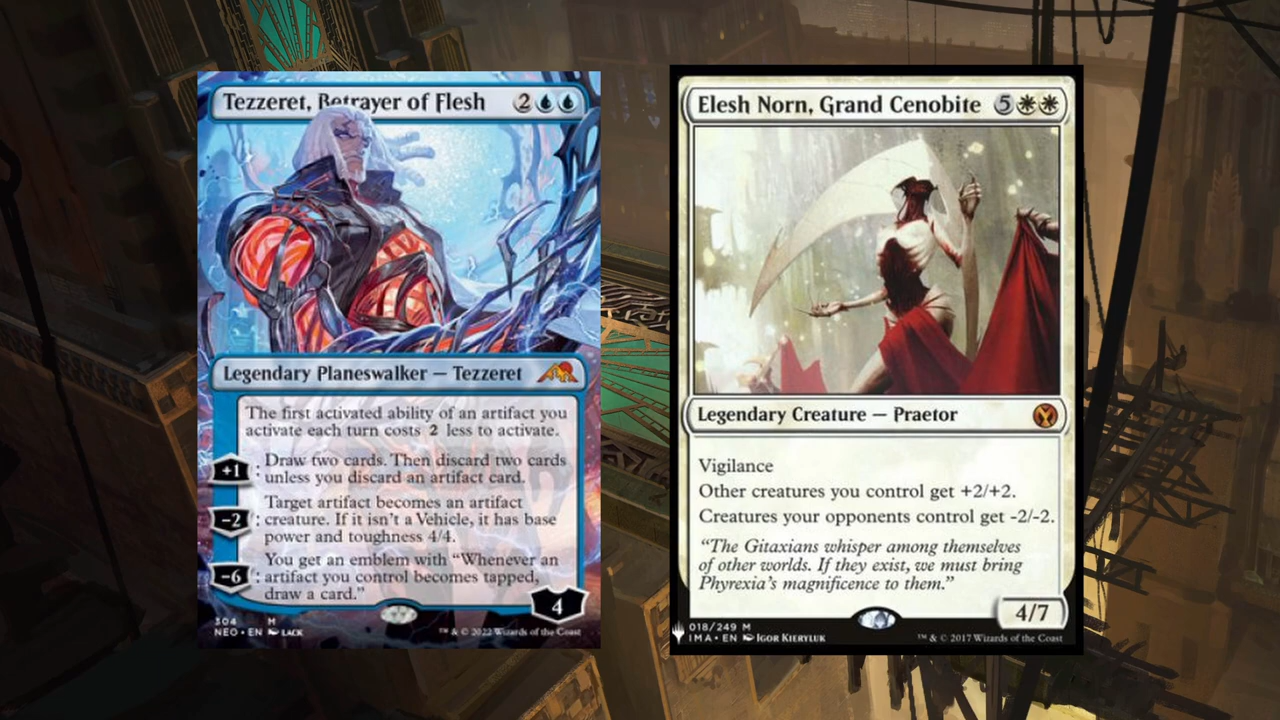 Tezzeret, Betrayer of Flesh 2
Legendary Planeswalker — Tezzeret
The first activated ability of an artifact you
activate each turn costs 2 less to activate.
+1 : Draw two cards. Then discard two cards
unless you discard an artifact card.
Target artifact becomes an artifact
−2 : creature. If it isn't a Vehicle, it has base
power and toughness 4/4.
You get an emblem with “Whenever an
−6 : artifact you control becomes tapped,
draw a card.”
4
304 M
NEO • EN LACK ™ & © 2022 Wizards of the Coast
Elesh Norn, Grand Cenobite 5
Legendary Creature — Praetor
Vigilance
Other creatures you control get +2/+2.
Creatures your opponents control get -2/-2.
“The Gitaxians whisper among themselves
of other worlds. If they exist, we must bring
Phyrexia's magnificence to them.”
4/7
018/249 M
IMA • EN IGOR KIERYLUK ™ & © 2017 Wizards of the Coast